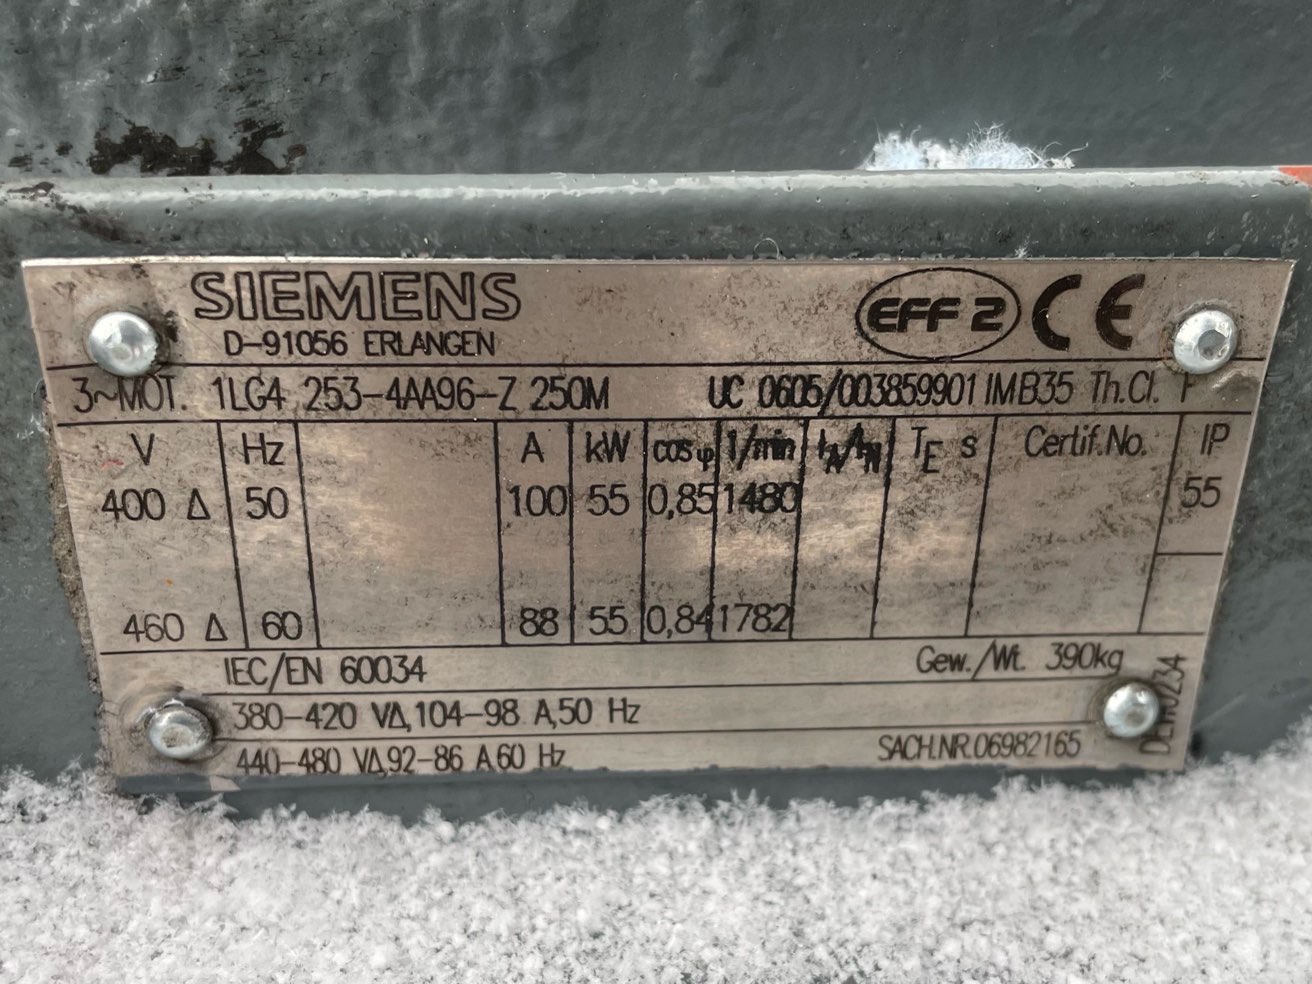 SIEMENS
D-91056 ERLANGEN
EFF 2 CE
3~MOT. 1LG4 253-4AA96-Z 250M UC 0605/003859901 IMB35 Th.Cl. F
V Hz A kW cosφ 1/min IA/IN TE s Certif.No. IP
400 Δ 50 100 55 0,85 1480 55
460 Δ 60 88 55 0,84 1782
IEC/EN 60034 Gew./Wt. 390kg
380-420 VΔ,104-98 A,50 Hz
440-480 VΔ,92-86 A,60 Hz SACH.NR.06982165